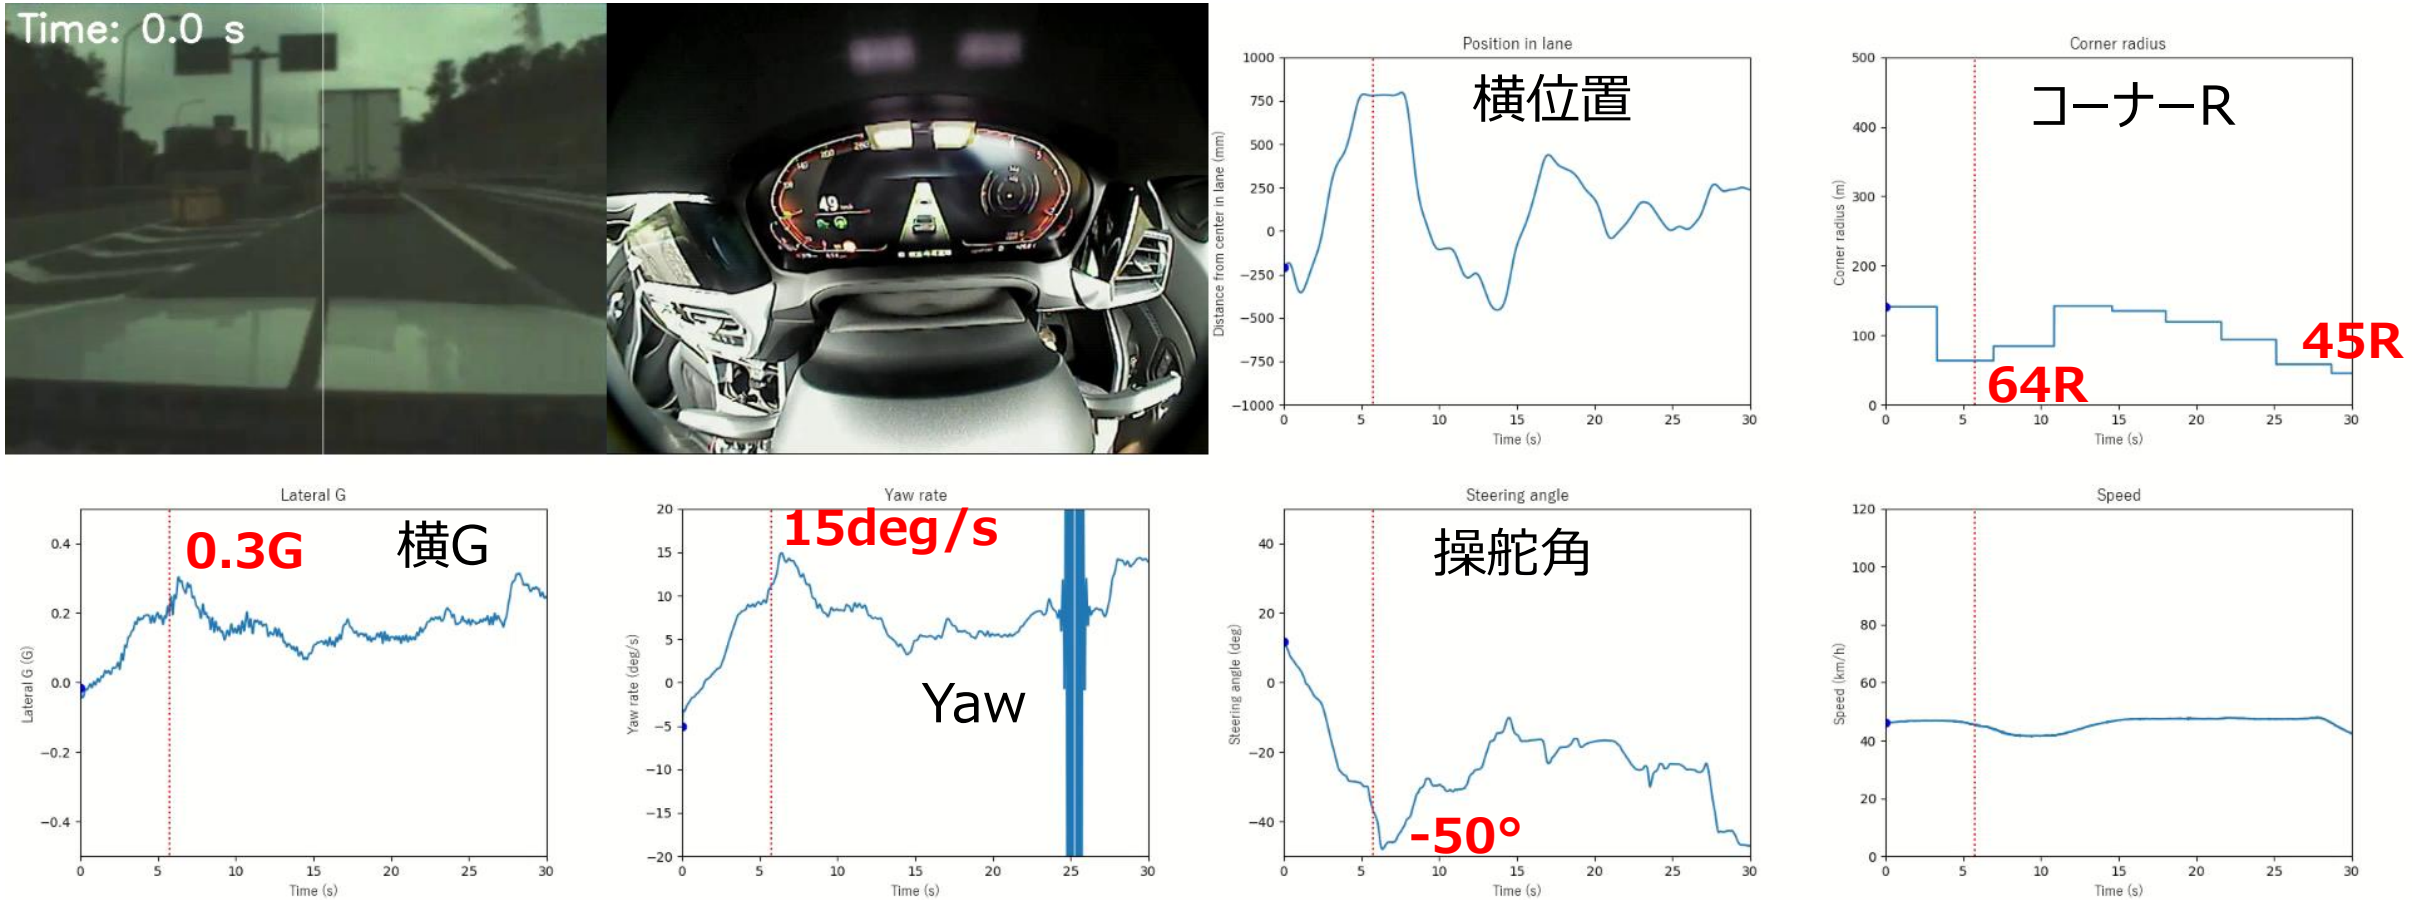 Time: 0.0 s
49
Position in lane
横位置
Distance from center in lane (mm)
1000
750
500
250
0
−250
−500
−750
−1000
0 5 10 15 20 25 30
Time (s)
Corner radius
コーナーR
Corner radius (m)
500
400
300
200
100
0
64R
45R
0 5 10 15 20 25 30
Time (s)
Lateral G
0.3G
横G
Lateral G (G)
0.4
0.2
0.0
−0.2
−0.4
0 5 10 15 20 25 30
Time (s)
Yaw rate
15deg/s
Yaw
Yaw rate (deg/s)
20
15
10
5
0
−5
−10
−15
−20
0 5 10 15 20 25 30
Time (s)
Steering angle
操舵角
-50°
Steering angle (deg)
40
20
0
−20
−40
0 5 10 15 20 25 30
Time (s)
Speed
Speed (km/h)
120
100
80
60
40
20
0
0 5 10 15 20 25 30
Time (s)